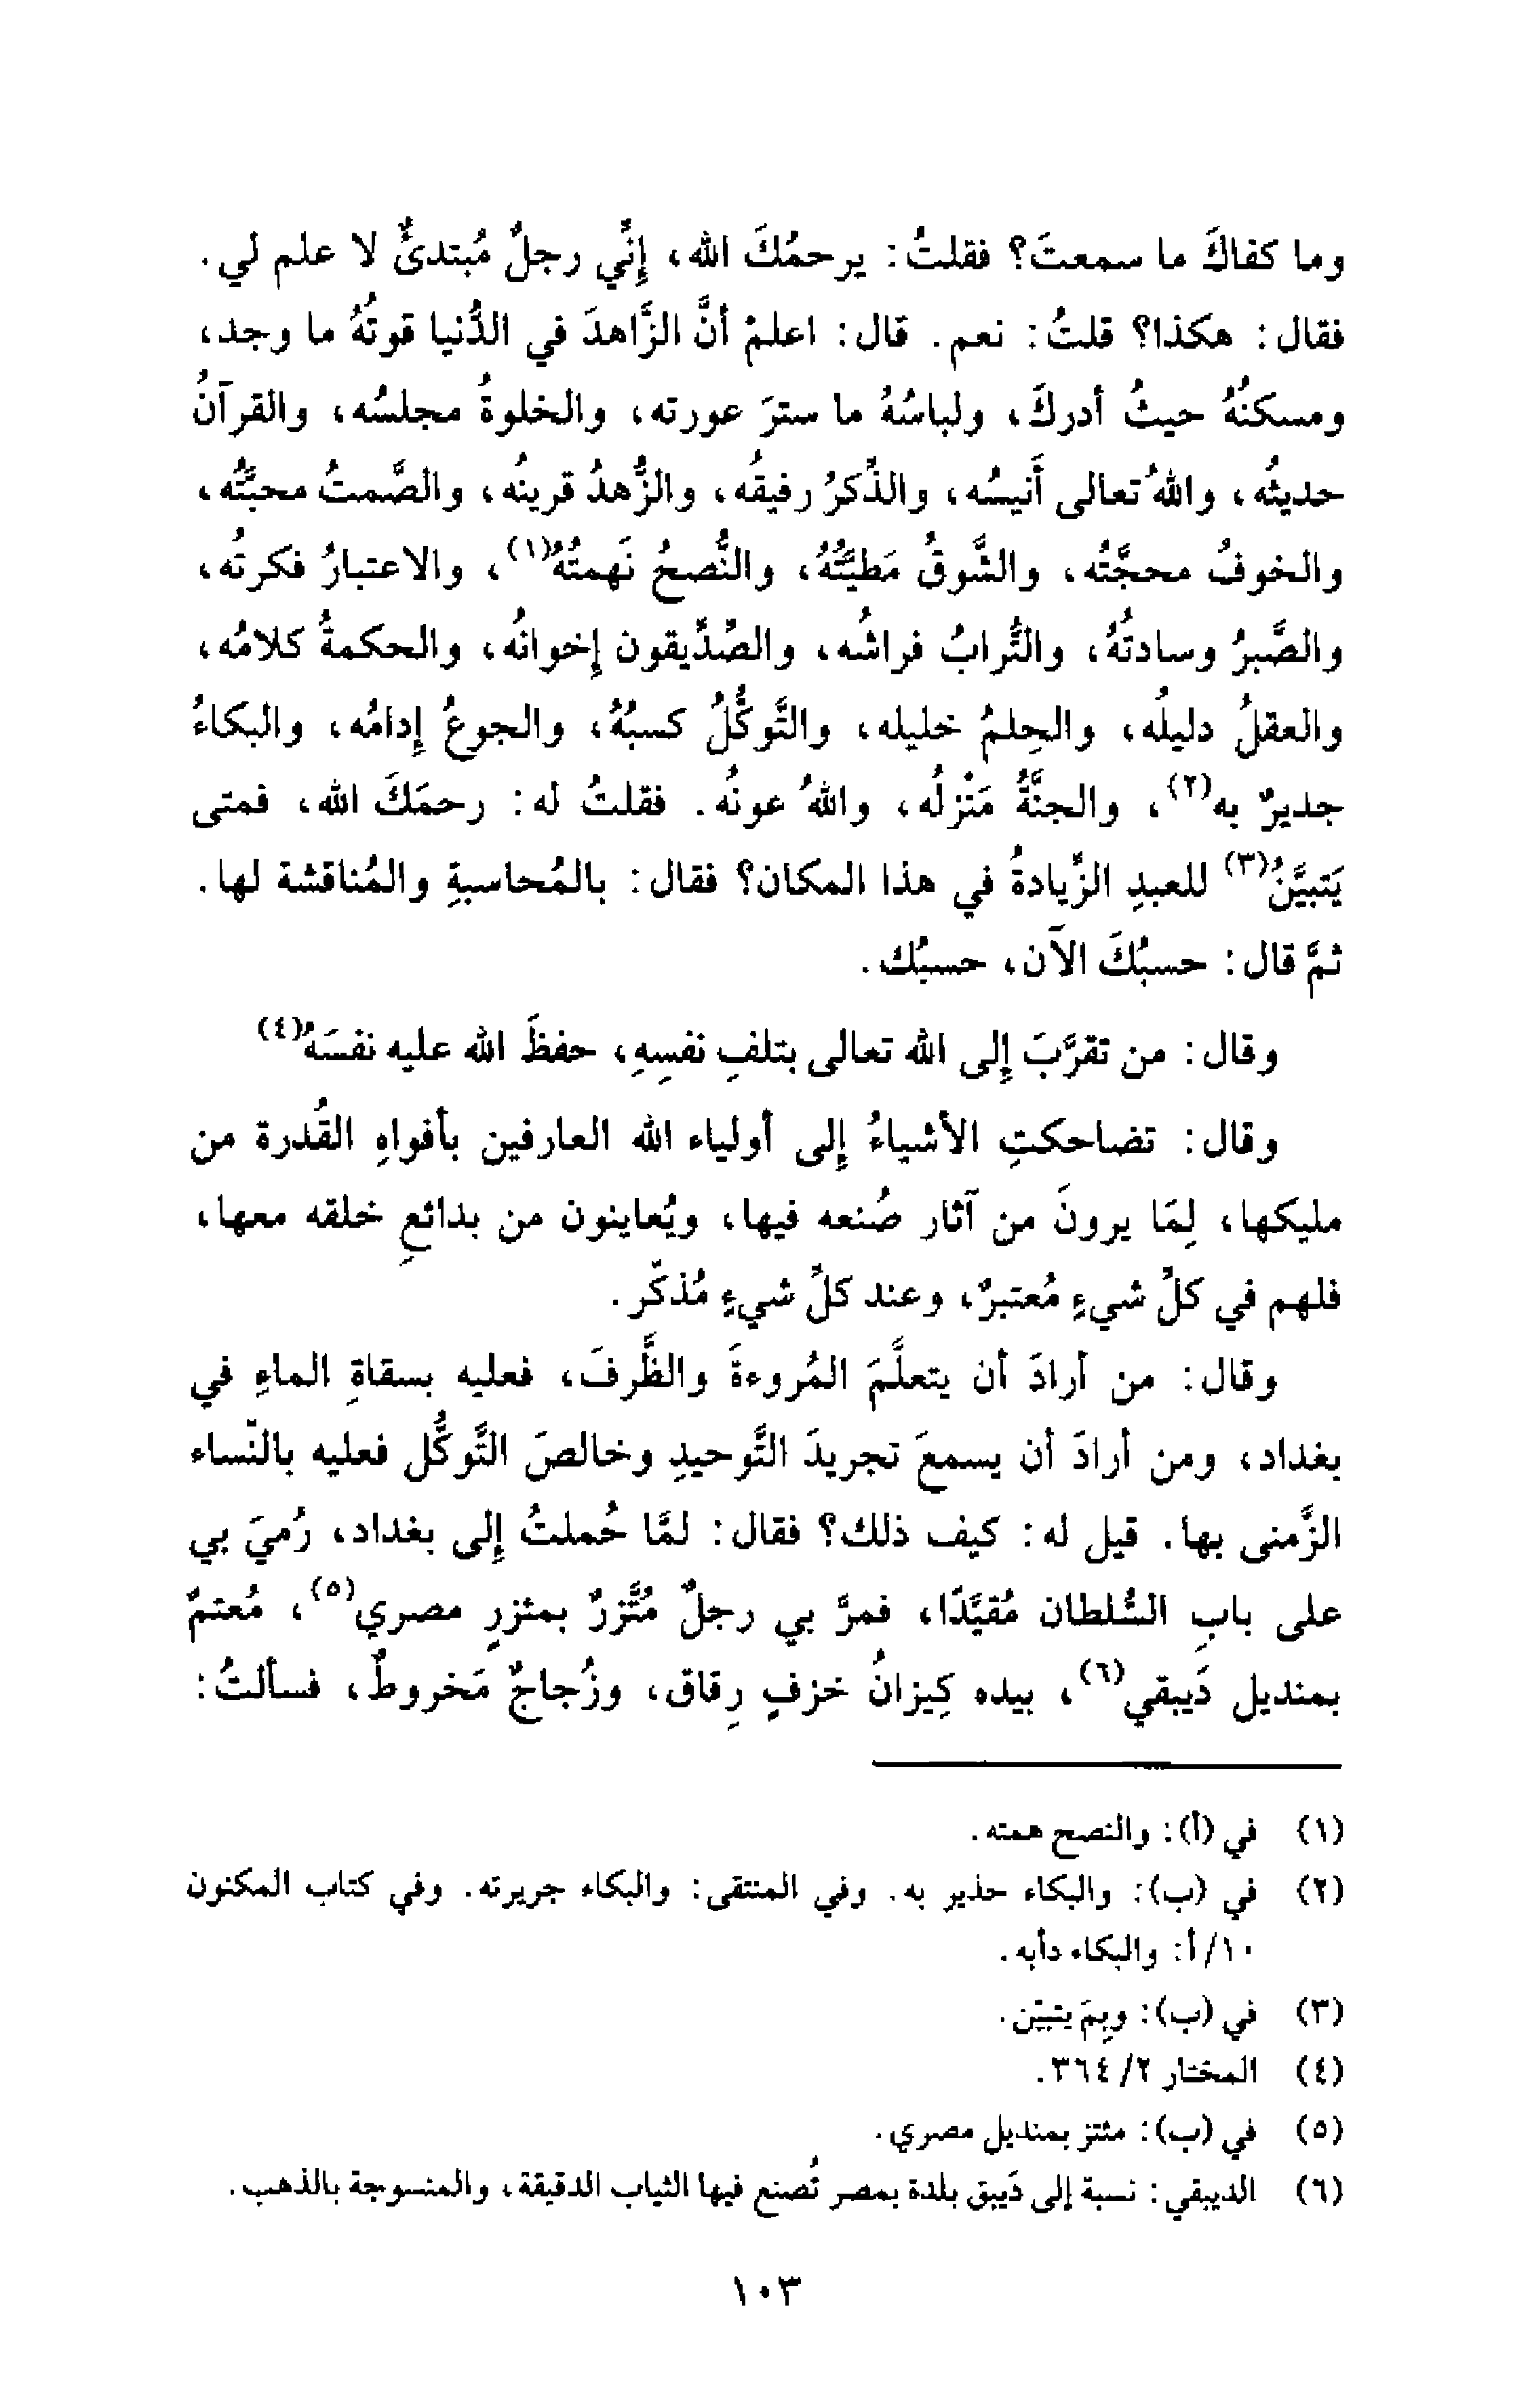 وما كفاكَ ما سمعتَ؟ فقلتُ: يرحمُكَ الله، إنِّي رجلٌ مُبتدئٌ لا علم لي.
فقال: هكذا؟ قلتُ: نعم. قال: اعلمْ أنَّ الزَّاهدَ في الدُّنيا قوتُهُ ما وجد،
ومسكنُهُ حيثُ أدركَ، ولباسُهُ ما سترَ عورته، والخلوةُ مجلسُه، والقرآنُ
حديثُه، واللهُ تعالى أَنيسُه، والذِّكرُ رفيقُه، والزُّهدُ قرينُه، والصَّمتُ محبَّتُه،
والخوفُ محجَّتُه، والشَّوقُ مَطيَّتُهُ، والنُّصحُ نَهمتُهُ(١)، والاعتبارُ فكرتُه،
والصَّبرُ وسادتُهُ، والتُّرابُ فراشُه، والصِّدِّيقون إخوانُه، والحكمةُ كلامُه،
والعقلُ دليلُه، والحِلمُ خليله، والتَّوكُّلُ كسبُهُ، والجوعُ إدامُه، والبكاءُ
جديرٌ به(٢)، والجنَّةُ مَنْزلُه، واللهُ عونُه. فقلتُ له: رحمَكَ الله، فمتى
يَتبيَّنُ(٣) للعبدِ الزِّيادةُ في هذا المكان؟ فقال: بالمُحاسبةِ والمُناقشة لها.
ثمَّ قال: حسبُكَ الآن، حسبُك.
وقال: من تقرَّبَ إلى الله تعالى بتلفِ نفسِهِ، حفظَ الله عليه نفسَهُ(٤)
وقال: تضاحكتِ الأشياءُ إلى أولياء الله العارفين بأفواهِ القُدرة من
مليكها، لِمَا يرونَ من آثار صُنعه فيها، ويُعاينون من بدائعِ خلقه معها،
فلهم في كلِّ شيءٍ مُعتبرٌ، وعند كلِّ شيءٍ مُذكّر.
وقال: من أرادَ أن يتعلَّمَ المُروءةَ والظَّرفَ، فعليه بسقاةِ الماءِ في
بغداد، ومن أرادَ أن يسمعَ تجريدَ التَّوحيدِ وخالصَ التَّوكُّل فعليه بالنّساء
الزَّمنى بها. قيل له: كيف ذلك؟ فقال: لمَّا حُملتُ إلى بغداد، رُميَ بي
على بابِ السُّلطان مُقيَّدًا، فمرَّ بي رجلٌ مُتَّزرٌ بمئزرٍ مصري(٥)، مُعتمٌ
بمنديل دَيبقي(٦)، بيده كِيزانُ خزفٍ رِقاق، وزُجاجٌ مَخروطٌ، فسألتُ:
(١) في (أ): والنصح همته.
(٢) في (ب): والبكاء حذير به. وفي المنتقى: والبكاء جريرته. وفي كتاب المكنون
١٠/أ: والبكاء دأبه.
(٣) في (ب): وبِمَ يتبيّن.
(٤) المختار ٢/ ٣٦٤.
(٥) في (ب): مئتز بمنديل مصري.
(٦) الديبقي: نسبة إلى دَيبق بلدة بمصر تُصنع فيها الثياب الدقيقة، والمنسوجة بالذهب.
١٠٣